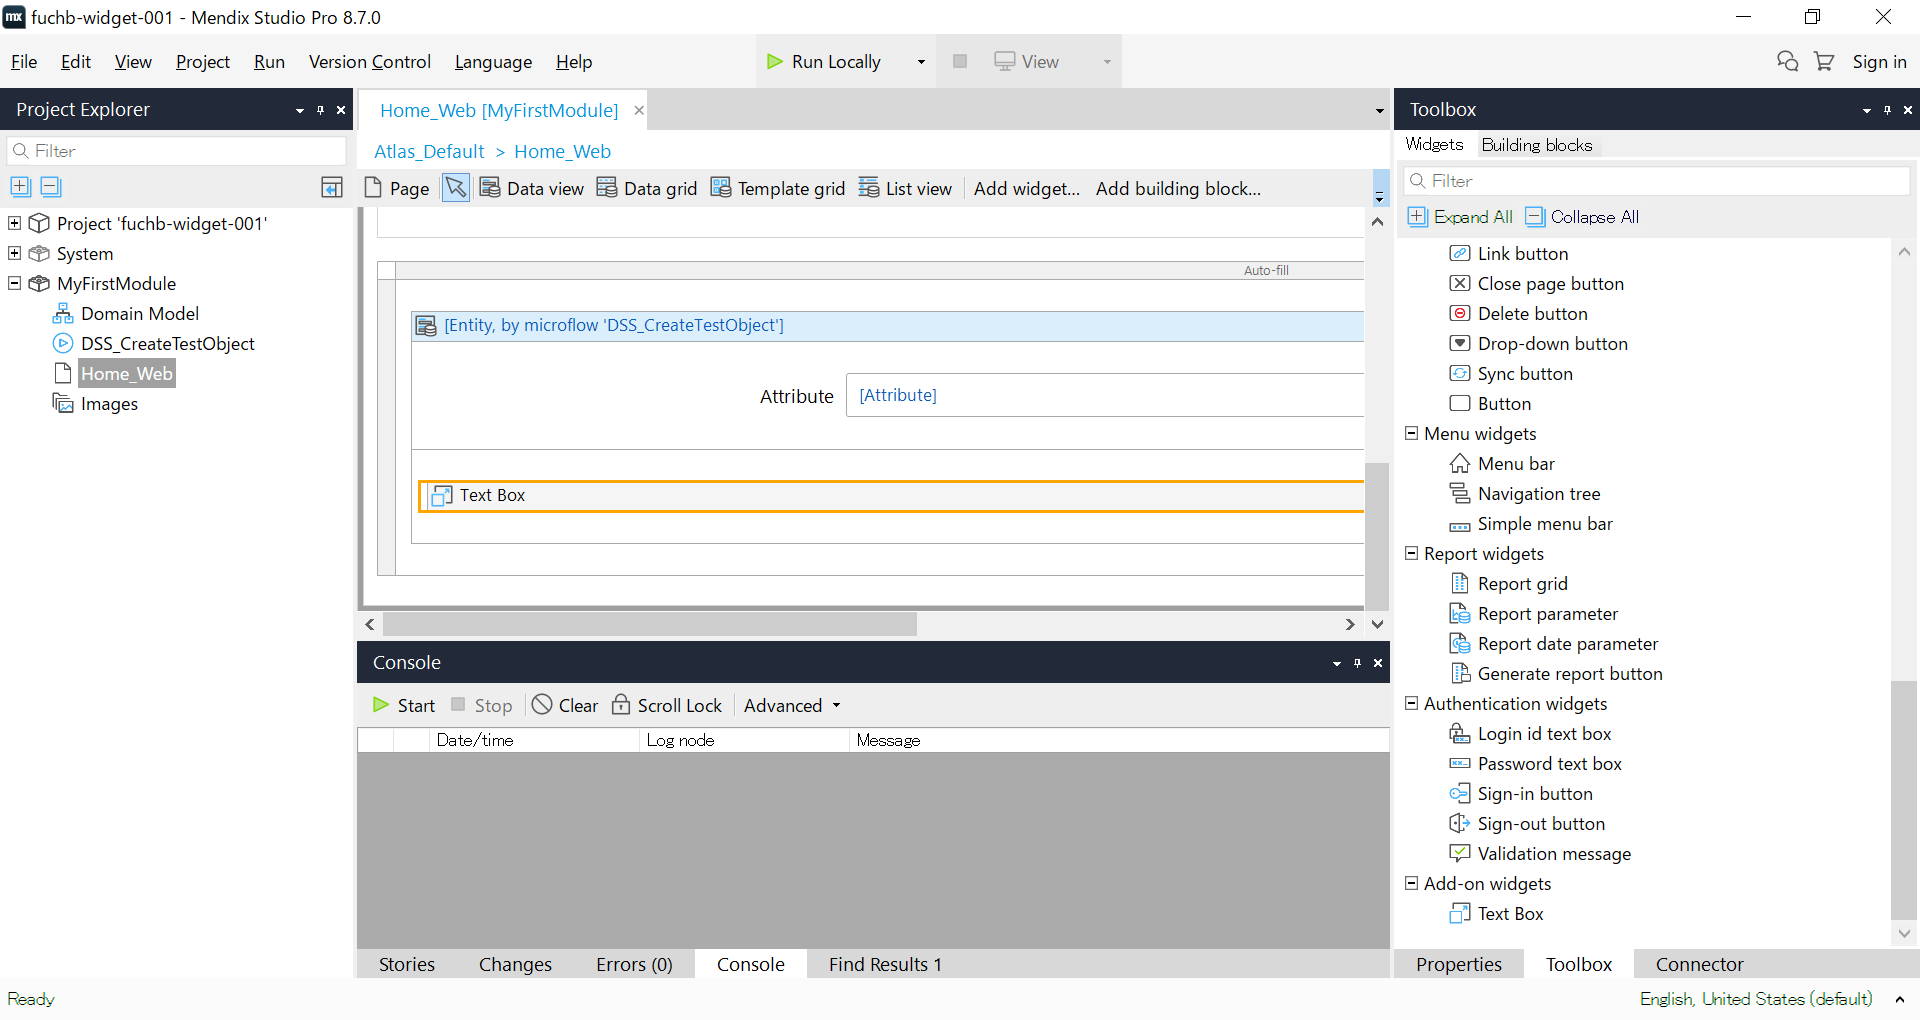 mx fuchb-widget-001 - Mendix Studio Pro 8.7.0
File Edit View Project Run Version Control Language Help Run Locally View Sign in
Project Explorer
Filter
Project 'fuchb-widget-001'
System
MyFirstModule
Domain Model
DSS_CreateTestObject
Home_Web
Images
Home_Web [MyFirstModule]
Atlas_Default > Home_Web
Page Data view Data grid Template grid List view Add widget... Add building block...
Auto-fill
[Entity, by microflow 'DSS_CreateTestObject']
Attribute [Attribute]
Text Box
Console
Start Stop Clear Scroll Lock Advanced
Date/time Log node Message
Stories Changes Errors (0) Console Find Results 1
Toolbox
Widgets Building blocks
Filter
Expand All Collapse All
Link button
Close page button
Delete button
Drop-down button
Sync button
Button
Menu widgets
Menu bar
Navigation tree
Simple menu bar
Report widgets
Report grid
Report parameter
Report date parameter
Generate report button
Authentication widgets
Login id text box
Password text box
Sign-in button
Sign-out button
Validation message
Add-on widgets
Text Box
Properties Toolbox Connector
Ready English, United States (default)